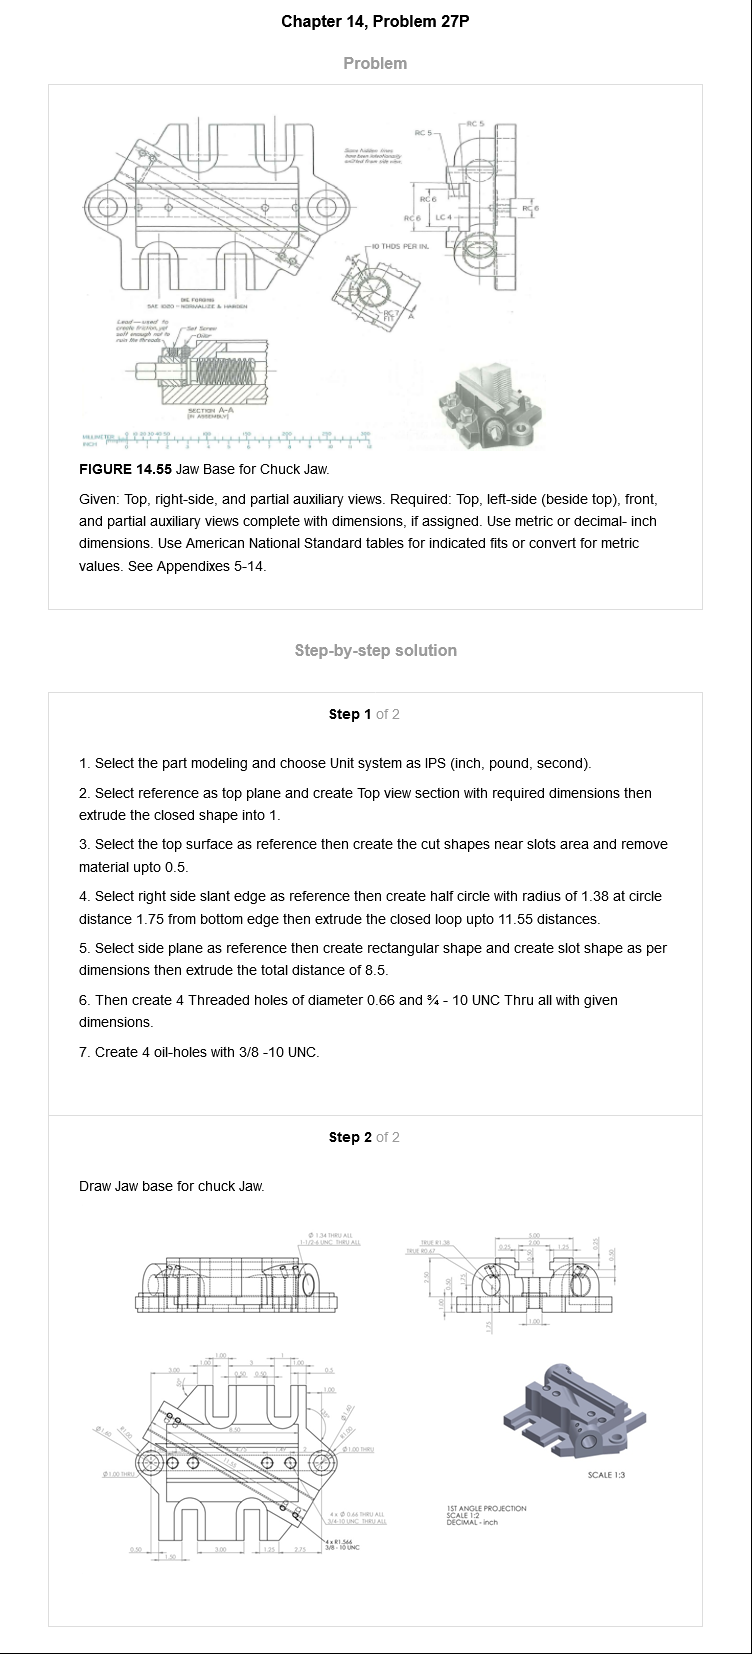 Chapter 14, Problem 27P
Problem
RC 5
RC 5
Some hidden lines
have been intentionally
omitted from side view.
RC 6
RC 6
RC 6
LC 4
10 THDS PER IN.
A
RC 7
FIT
A
DIE FORGING
SAE 1020 - NORMALIZE & HARDEN
Lead—used to
create friction, yet
soft enough not to
ruin the threads
Set Screw
Oiler
SECTION A-A
(IN ASSEMBLY)
MILLIMETER
INCH
FIGURE 14.55 Jaw Base for Chuck Jaw.
Given: Top, right-side, and partial auxiliary views. Required: Top, left-side (beside top), front,
and partial auxiliary views complete with dimensions, if assigned. Use metric or decimal- inch
dimensions. Use American National Standard tables for indicated fits or convert for metric
values. See Appendixes 5-14.
Step-by-step solution
Step 1 of 2
1. Select the part modeling and choose Unit system as IPS (inch, pound, second).
2. Select reference as top plane and create Top view section with required dimensions then
extrude the closed shape into 1.
3. Select the top surface as reference then create the cut shapes near slots area and remove
material upto 0.5.
4. Select right side slant edge as reference then create half circle with radius of 1.38 at circle
distance 1.75 from bottom edge then extrude the closed loop upto 11.55 distances.
5. Select side plane as reference then create rectangular shape and create slot shape as per
dimensions then extrude the total distance of 8.5.
6. Then create 4 Threaded holes of diameter 0.66 and ¾ - 10 UNC Thru all with given
dimensions.
7. Create 4 oil-holes with 3/8 -10 UNC.
Step 2 of 2
Draw Jaw base for chuck Jaw.
Ø 1.34 THRU ALL
1-1/2-6 UNC THRU ALL
TRUE R1.38
TRUE R0.67
5.00
2.00
0.25
1.25
0.25
0.50
0.50
2.50
0.50
1.75
1.00
1.75
1.00
1.00
1.00
3
1
1.00
3.00
0.50
0.50
0.5
1.00
8.50
R1.00
R1.00
Ø1.00 THRU
Ø1.00 THRU
4.75
11.55
2
4 x Ø 0.66 THRU ALL
3/4-10 UNC THRU ALL
4 x R1.566
3/8 - 10 UNC
0.50
1.50
3.00
1.25
2.75
SCALE 1:3
1ST ANGLE PROJECTION
SCALE 1:2
DECIMAL - inch